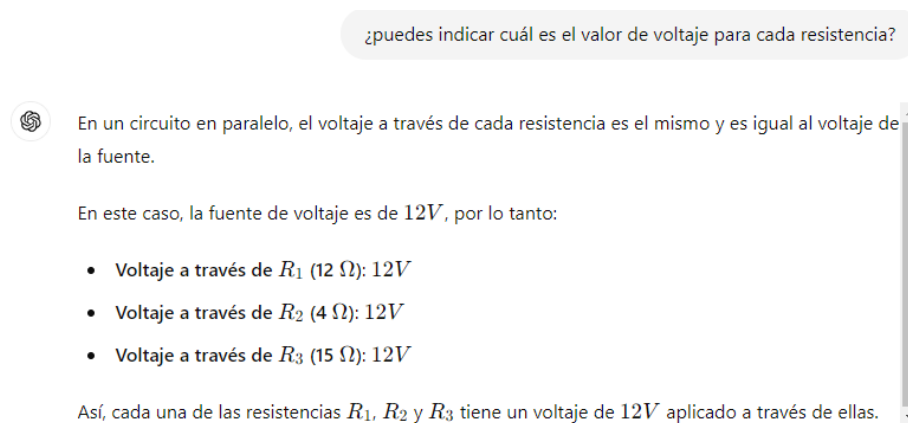 ¿puedes indicar cuál es el valor de voltaje para cada resistencia?
En un circuito en paralelo, el voltaje a través de cada resistencia es el mismo y es igual al voltaje de
la fuente.
En este caso, la fuente de voltaje es de 12V, por lo tanto:
• Voltaje a través de R₁ (12 Ω): 12V
• Voltaje a través de R₂ (4 Ω): 12V
• Voltaje a través de R₃ (15 Ω): 12V
Así, cada una de las resistencias R₁, R₂ y R₃ tiene un voltaje de 12V aplicado a través de ellas.